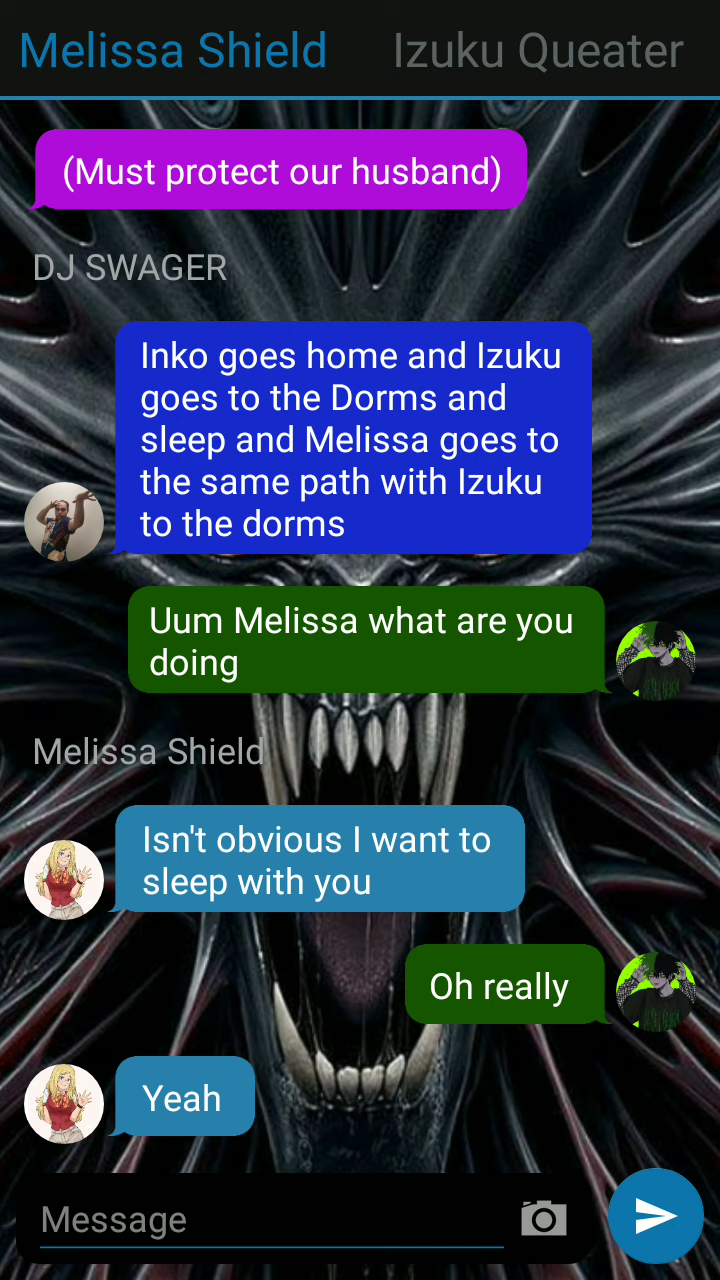 Melissa Shield Izuku Queater
(Must protect our husband)
DJ SWAGER
Inko goes home and Izuku
goes to the Dorms and
sleep and Melissa goes to
the same path with Izuku
to the dorms
Uum Melissa what are you
doing
Melissa Shield
Isn't obvious I want to
sleep with you
Oh really
Yeah
Message